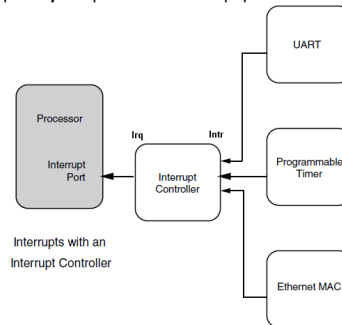 UART
Processor
Irq
Intr
Interrupt
Port
Interrupt
Controller
Programmable
Timer
Interrupts with an
Interrupt Controller
Ethernet MAC